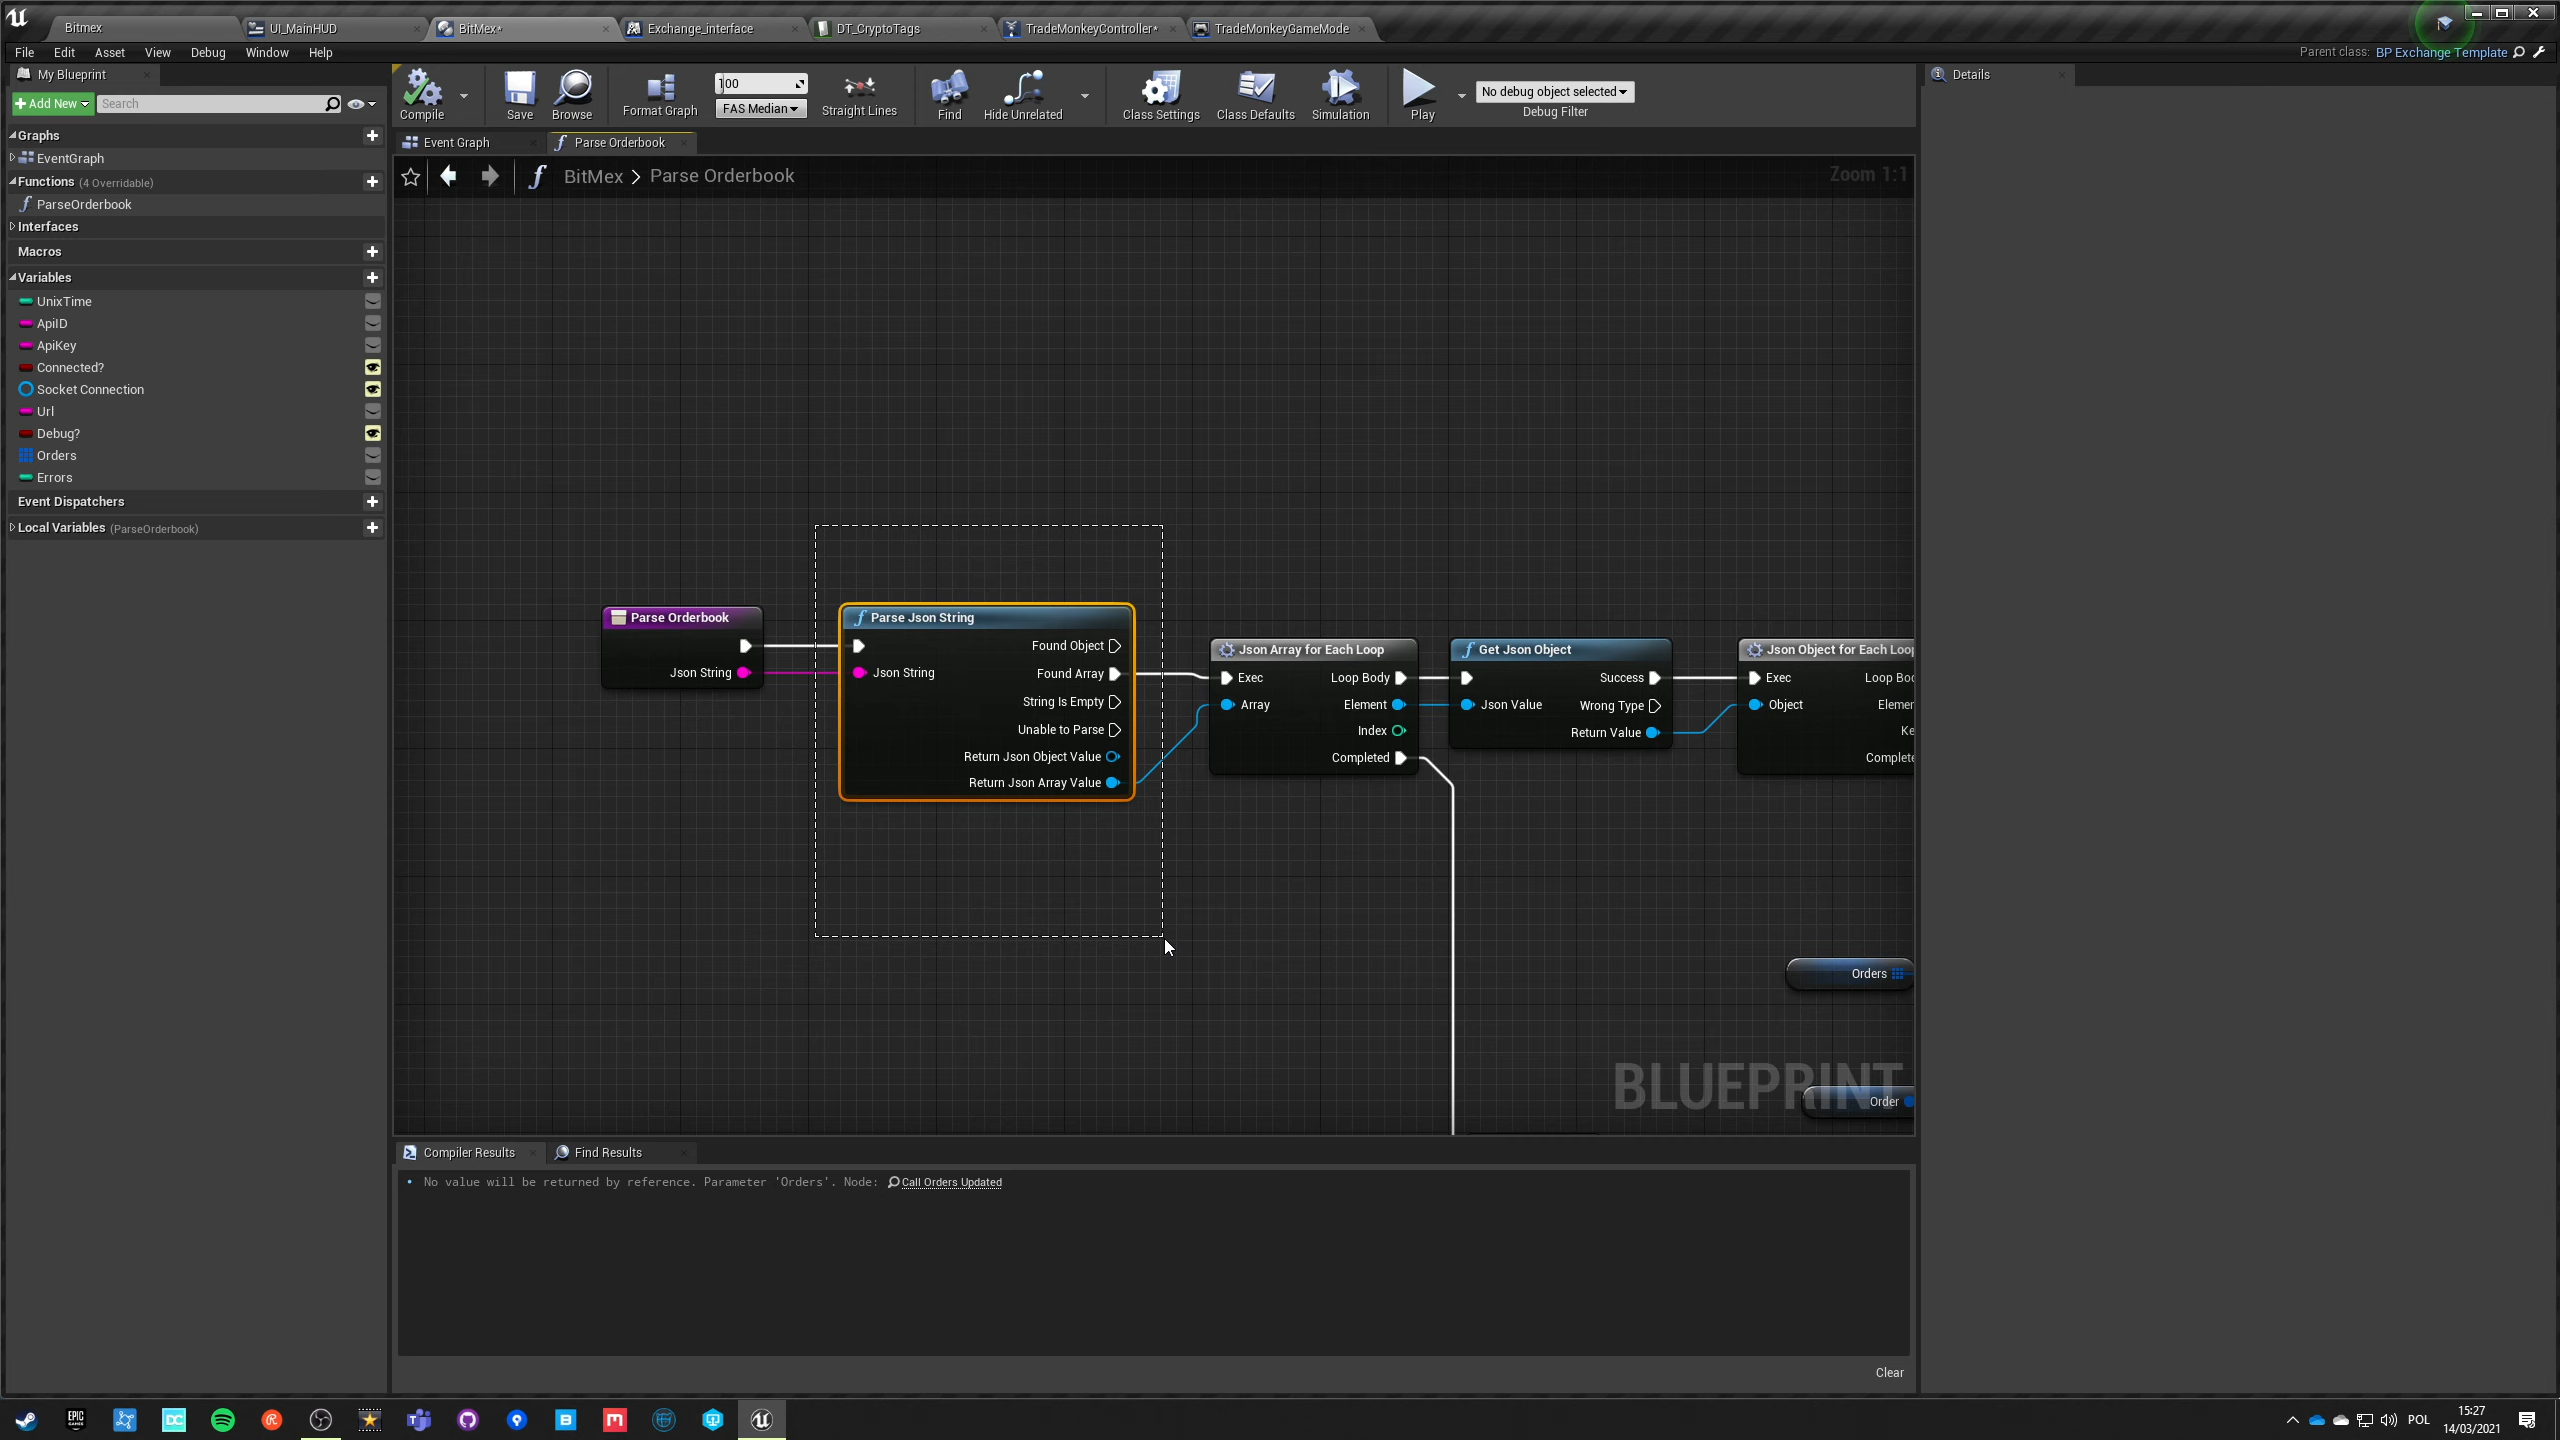 Bitmex
UI_MainHUD
BitMex*
Exchange_interface
DT_CryptoTags
TradeMonkeyController*
TradeMonkeyGameMode
File
Edit
Asset
View
Debug
Window
Help
Parent class: BP Exchange Template
My Blueprint
Add New
Search
Graphs
EventGraph
Functions (4 Overridable)
ParseOrderbook
Interfaces
Macros
Variables
UnixTime
ApiID
ApiKey
Connected?
Socket Connection
Url
Debug?
Orders
Errors
Event Dispatchers
Local Variables (ParseOrderbook)
Compile
Save
Browse
Format Graph
100
FAS Median
Straight Lines
Find
Hide Unrelated
Class Settings
Class Defaults
Simulation
Play
No debug object selected
Debug Filter
Details
Event Graph
Parse Orderbook
BitMex > Parse Orderbook
Zoom 1:1
Parse Orderbook
Json String
Parse Json String
Found Object
Json String
Found Array
String Is Empty
Unable to Parse
Return Json Object Value
Return Json Array Value
Json Array for Each Loop
Exec
Loop Body
Array
Element
Index
Completed
Get Json Object
Success
Json Value
Wrong Type
Return Value
Json Object for Each Loop
Exec
Loop Bo
Object
Elemen
Ke
Complete
Orders
Order
BLUEPRINT
Compiler Results
Find Results
• No value will be returned by reference. Parameter 'Orders'. Node: Call Orders Updated
Clear
EPIC GAMES
DC
B
M
POL
15:27
14/03/2021